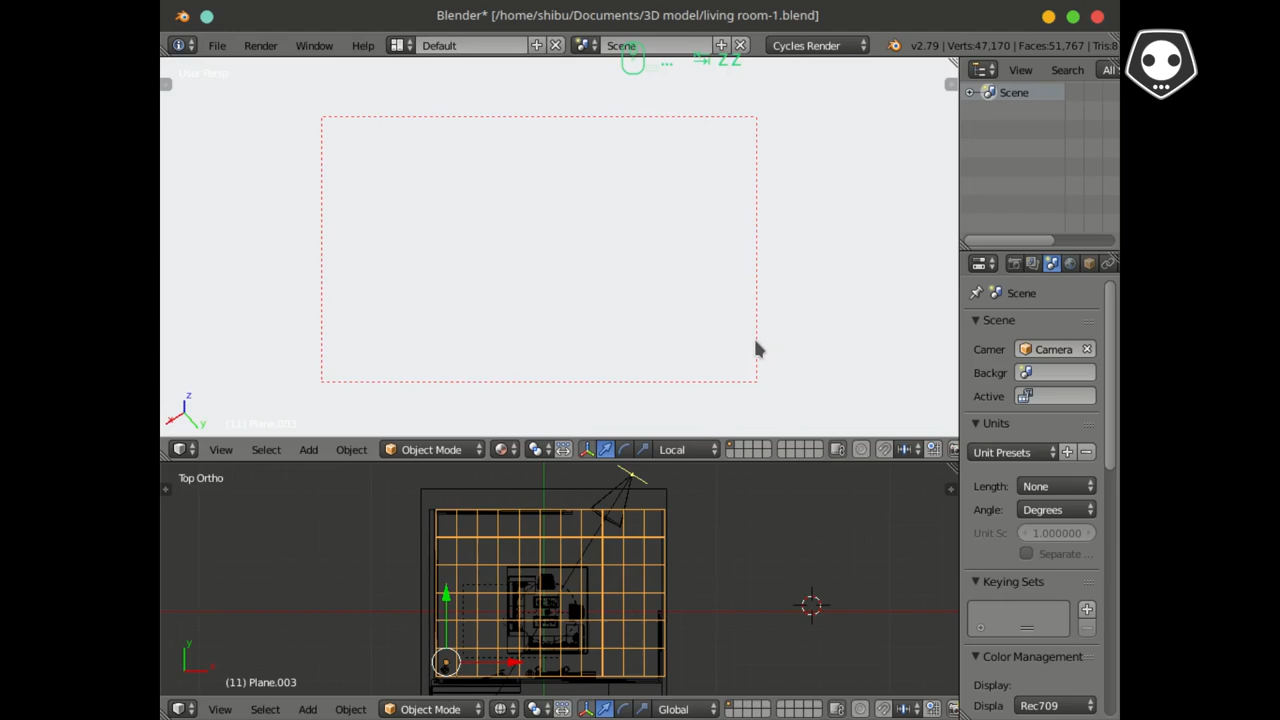 Blender* [/home/shibu/Documents/3D model/living room-1.blend]
File Render Window Help Default Scene Cycles Render v2.79 | Verts:47,170 | Faces:51,767 | Tris:8
... ZZ
User Persp
View Search All
Scene
Scene
Scene
Camer Camera
Backgr
Active
Units
Unit Presets
Length: None
Angle: Degrees
Unit Sc 1.000000
Separate ...
Keying Sets
Color Management
Display:
Displa Rec709
z
x y
(11) Plane.003
View Select Add Object Object Mode Local
Top Ortho
y
x
(11) Plane.003
View Select Add Object Object Mode Global